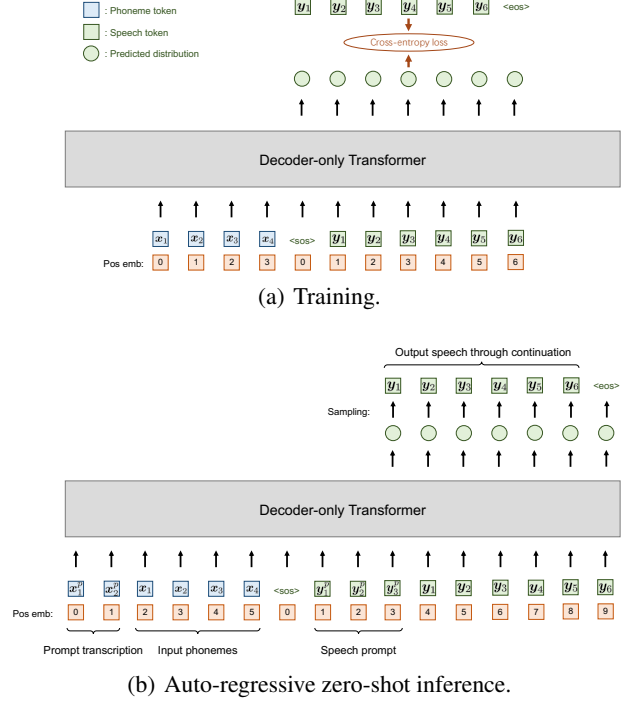 : Phoneme token
: Speech token
: Predicted distribution
y1 y2 y3 y4 y5 y6 <eos>
Cross-entropy loss
Decoder-only Transformer
x1 x2 x3 x4 <sos> y1 y2 y3 y4 y5 y6
Pos emb: 0 1 2 3 0 1 2 3 4 5 6
(a) Training.
Output speech through continuation
y1 y2 y3 y4 y5 y6 <eos>
Sampling:
Decoder-only Transformer
x1^p x2^p x1 x2 x3 x4 <sos> y1^p y2^p y3^p y1 y2 y3 y4 y5 y6
Pos emb: 0 1 2 3 4 5 0 1 2 3 4 5 6 7 8 9
Prompt transcription Input phonemes Speech prompt
(b) Auto-regressive zero-shot inference.